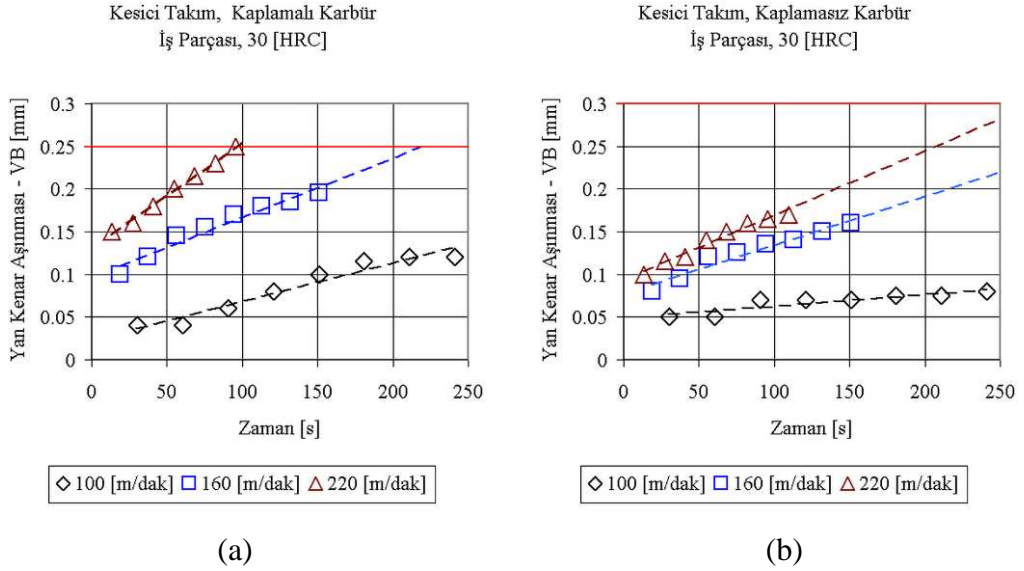 Kesici Takım, Kaplamalı Karbür
İş Parçası, 30 [HRC]
Yan Kenar Aşınması - VB [mm]
0.3
0.25
0.2
0.15
0.1
0.05
0
0 50 100 150 200 250
Zaman [s]
100 [m/dak] 160 [m/dak] 220 [m/dak]
(a)
Kesici Takım, Kaplamasız Karbür
İş Parçası, 30 [HRC]
Yan Kenar Aşınması - VB [mm]
0.3
0.25
0.2
0.15
0.1
0.05
0
0 50 100 150 200 250
Zaman [s]
100 [m/dak] 160 [m/dak] 220 [m/dak]
(b)